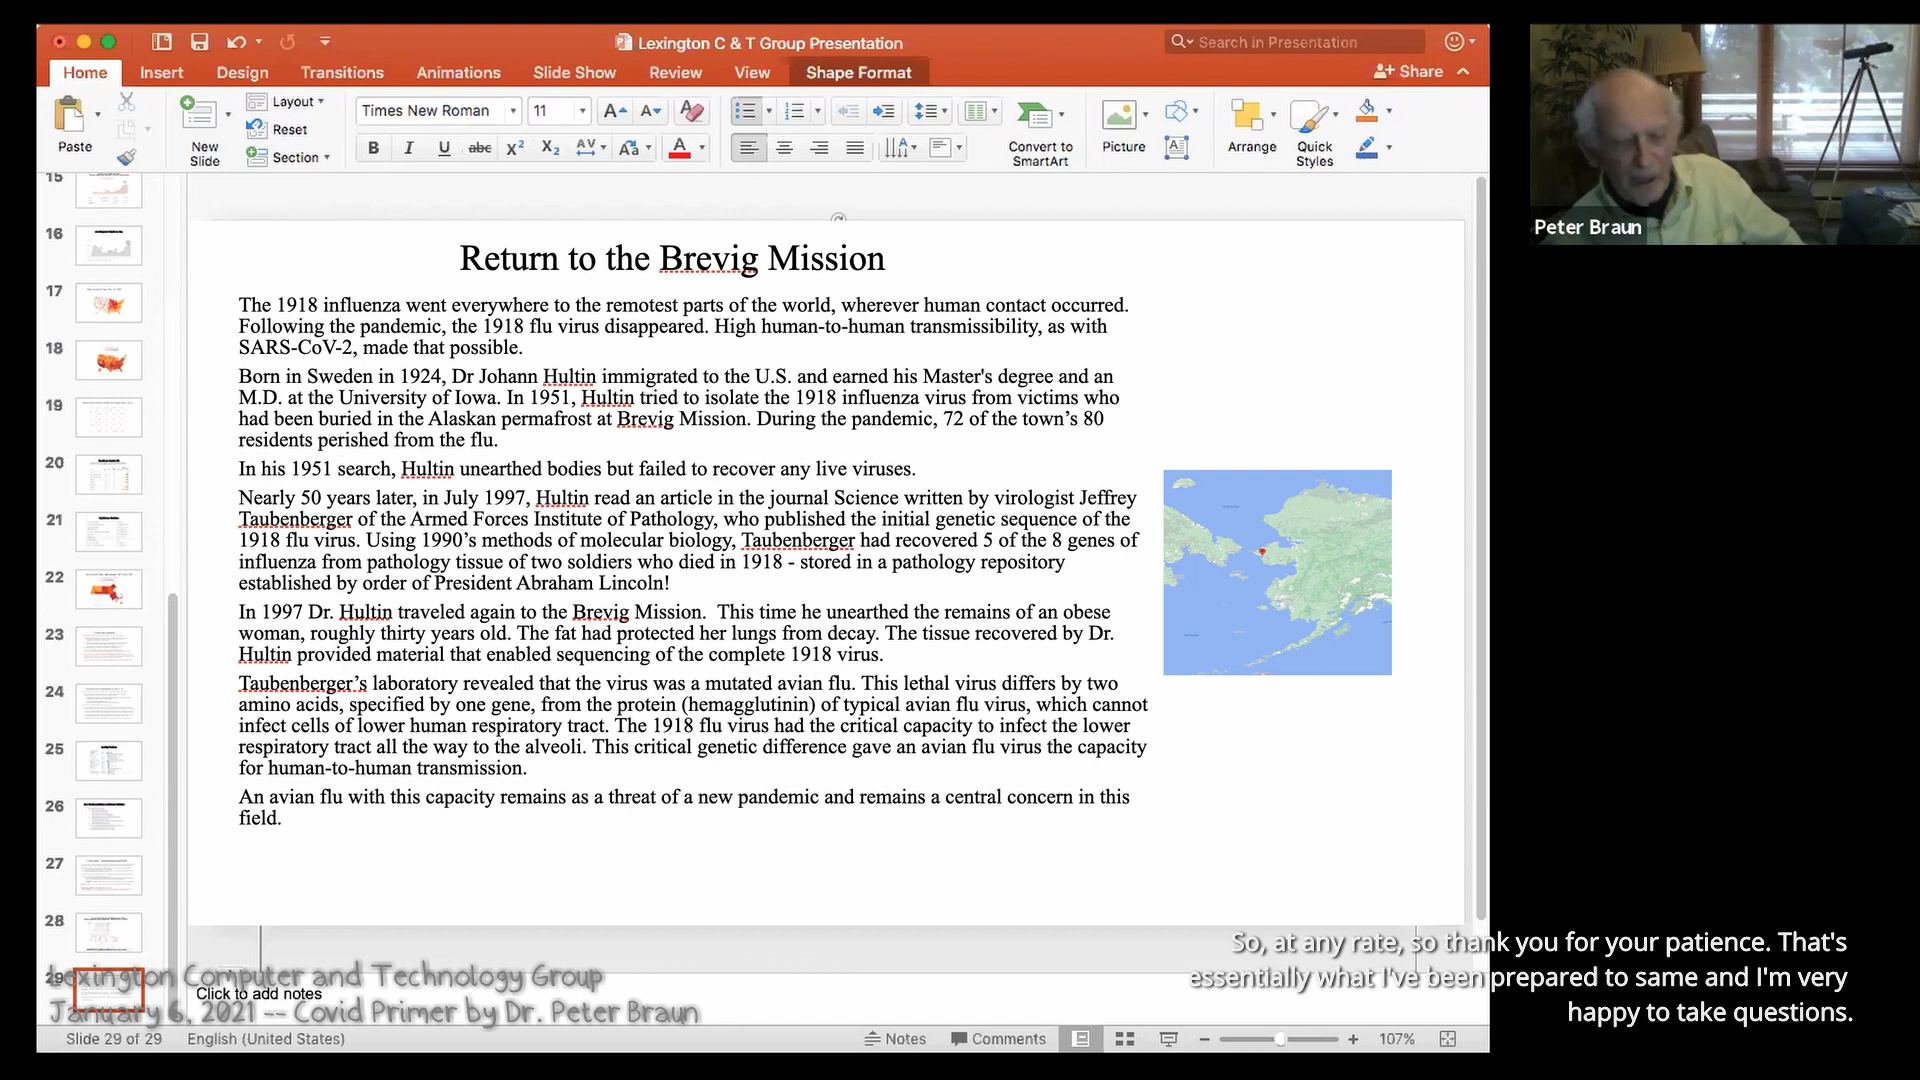 Lexington C & T Group Presentation
Search in Presentation
Home Insert Design Transitions Animations Slide Show Review View Shape Format
Share
Paste
New Slide
Layout
Reset
Section
Times New Roman 11
B I U abc X² X₂ AV Aa A
Convert to SmartArt
Picture
Arrange
Quick Styles
Peter Braun
15
16
17
18
19
20
21
22
23
24
25
26
27
28
29
Return to the Brevig Mission
The 1918 influenza went everywhere to the remotest parts of the world, wherever human contact occurred.
Following the pandemic, the 1918 flu virus disappeared. High human-to-human transmissibility, as with
SARS-CoV-2, made that possible.
Born in Sweden in 1924, Dr Johann Hultin immigrated to the U.S. and earned his Master's degree and an
M.D. at the University of Iowa. In 1951, Hultin tried to isolate the 1918 influenza virus from victims who
had been buried in the Alaskan permafrost at Brevig Mission. During the pandemic, 72 of the town's 80
residents perished from the flu.
In his 1951 search, Hultin unearthed bodies but failed to recover any live viruses.
Nearly 50 years later, in July 1997, Hultin read an article in the journal Science written by virologist Jeffrey
Taubenberger of the Armed Forces Institute of Pathology, who published the initial genetic sequence of the
1918 flu virus. Using 1990's methods of molecular biology, Taubenberger had recovered 5 of the 8 genes of
influenza from pathology tissue of two soldiers who died in 1918 - stored in a pathology repository
established by order of President Abraham Lincoln!
In 1997 Dr. Hultin traveled again to the Brevig Mission.  This time he unearthed the remains of an obese
woman, roughly thirty years old. The fat had protected her lungs from decay. The tissue recovered by Dr.
Hultin provided material that enabled sequencing of the complete 1918 virus.
Taubenberger's laboratory revealed that the virus was a mutated avian flu. This lethal virus differs by two
amino acids, specified by one gene, from the protein (hemagglutinin) of typical avian flu virus, which cannot
infect cells of lower human respiratory tract. The 1918 flu virus had the critical capacity to infect the lower
respiratory tract all the way to the alveoli. This critical genetic difference gave an avian flu virus the capacity
for human-to-human transmission.
An avian flu with this capacity remains as a threat of a new pandemic and remains a central concern in this
field.
So, at any rate, so thank you for your patience. That's
essentially what I've been prepared to same and I'm very
happy to take questions.
Lexington Computer and Technology Group
January 6, 2021 -- Covid Primer by Dr. Peter Braun
Click to add notes
Slide 29 of 29 English (United States) Notes Comments 107%